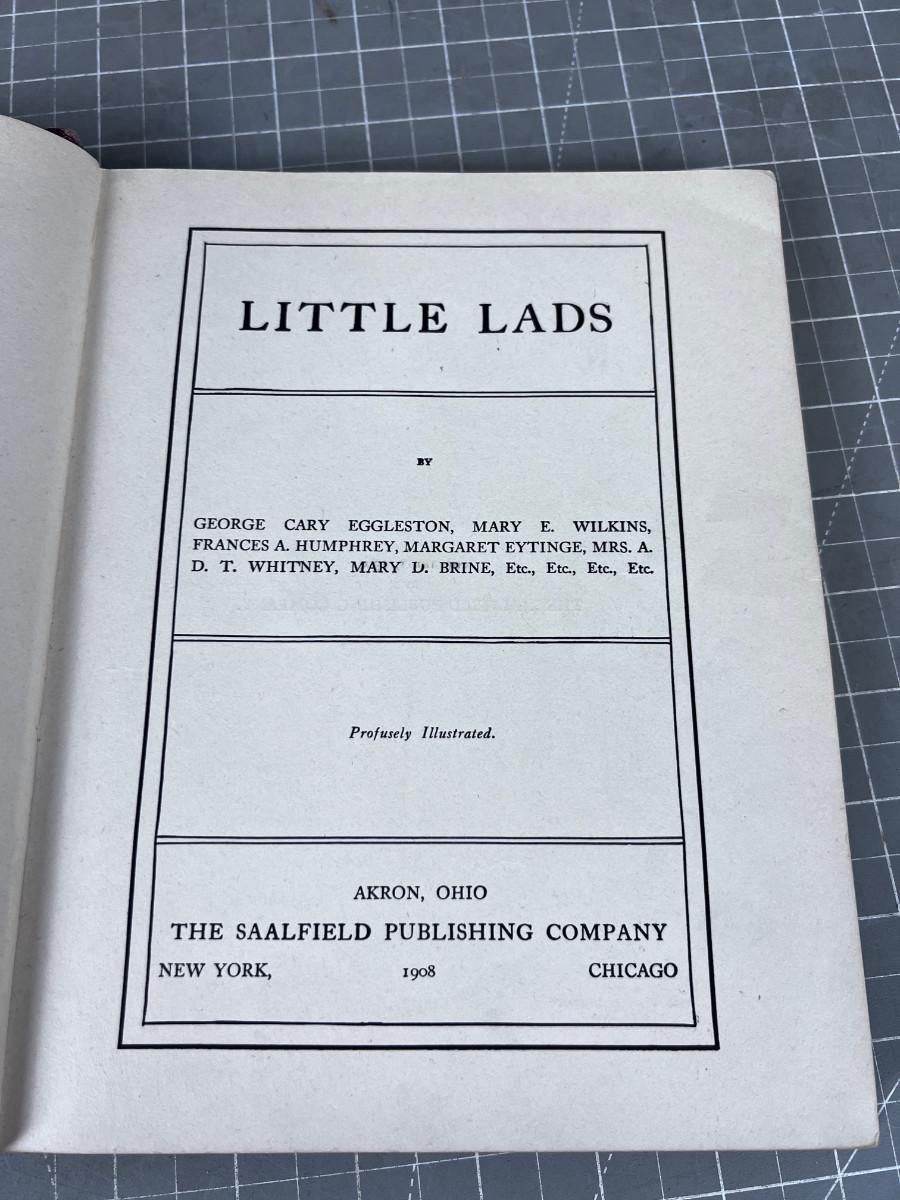 LITTLE LADS
BY
GEORGE CARY EGGLESTON, MARY E. WILKINS,
FRANCES A. HUMPHREY, MARGARET EYTINGE, MRS. A.
D. T. WHITNEY, MARY D. BRINE, Etc., Etc., Etc., Etc.
Profusely Illustrated.
AKRON, OHIO
THE SAALFIELD PUBLISHING COMPANY
NEW YORK, 1908 CHICAGO